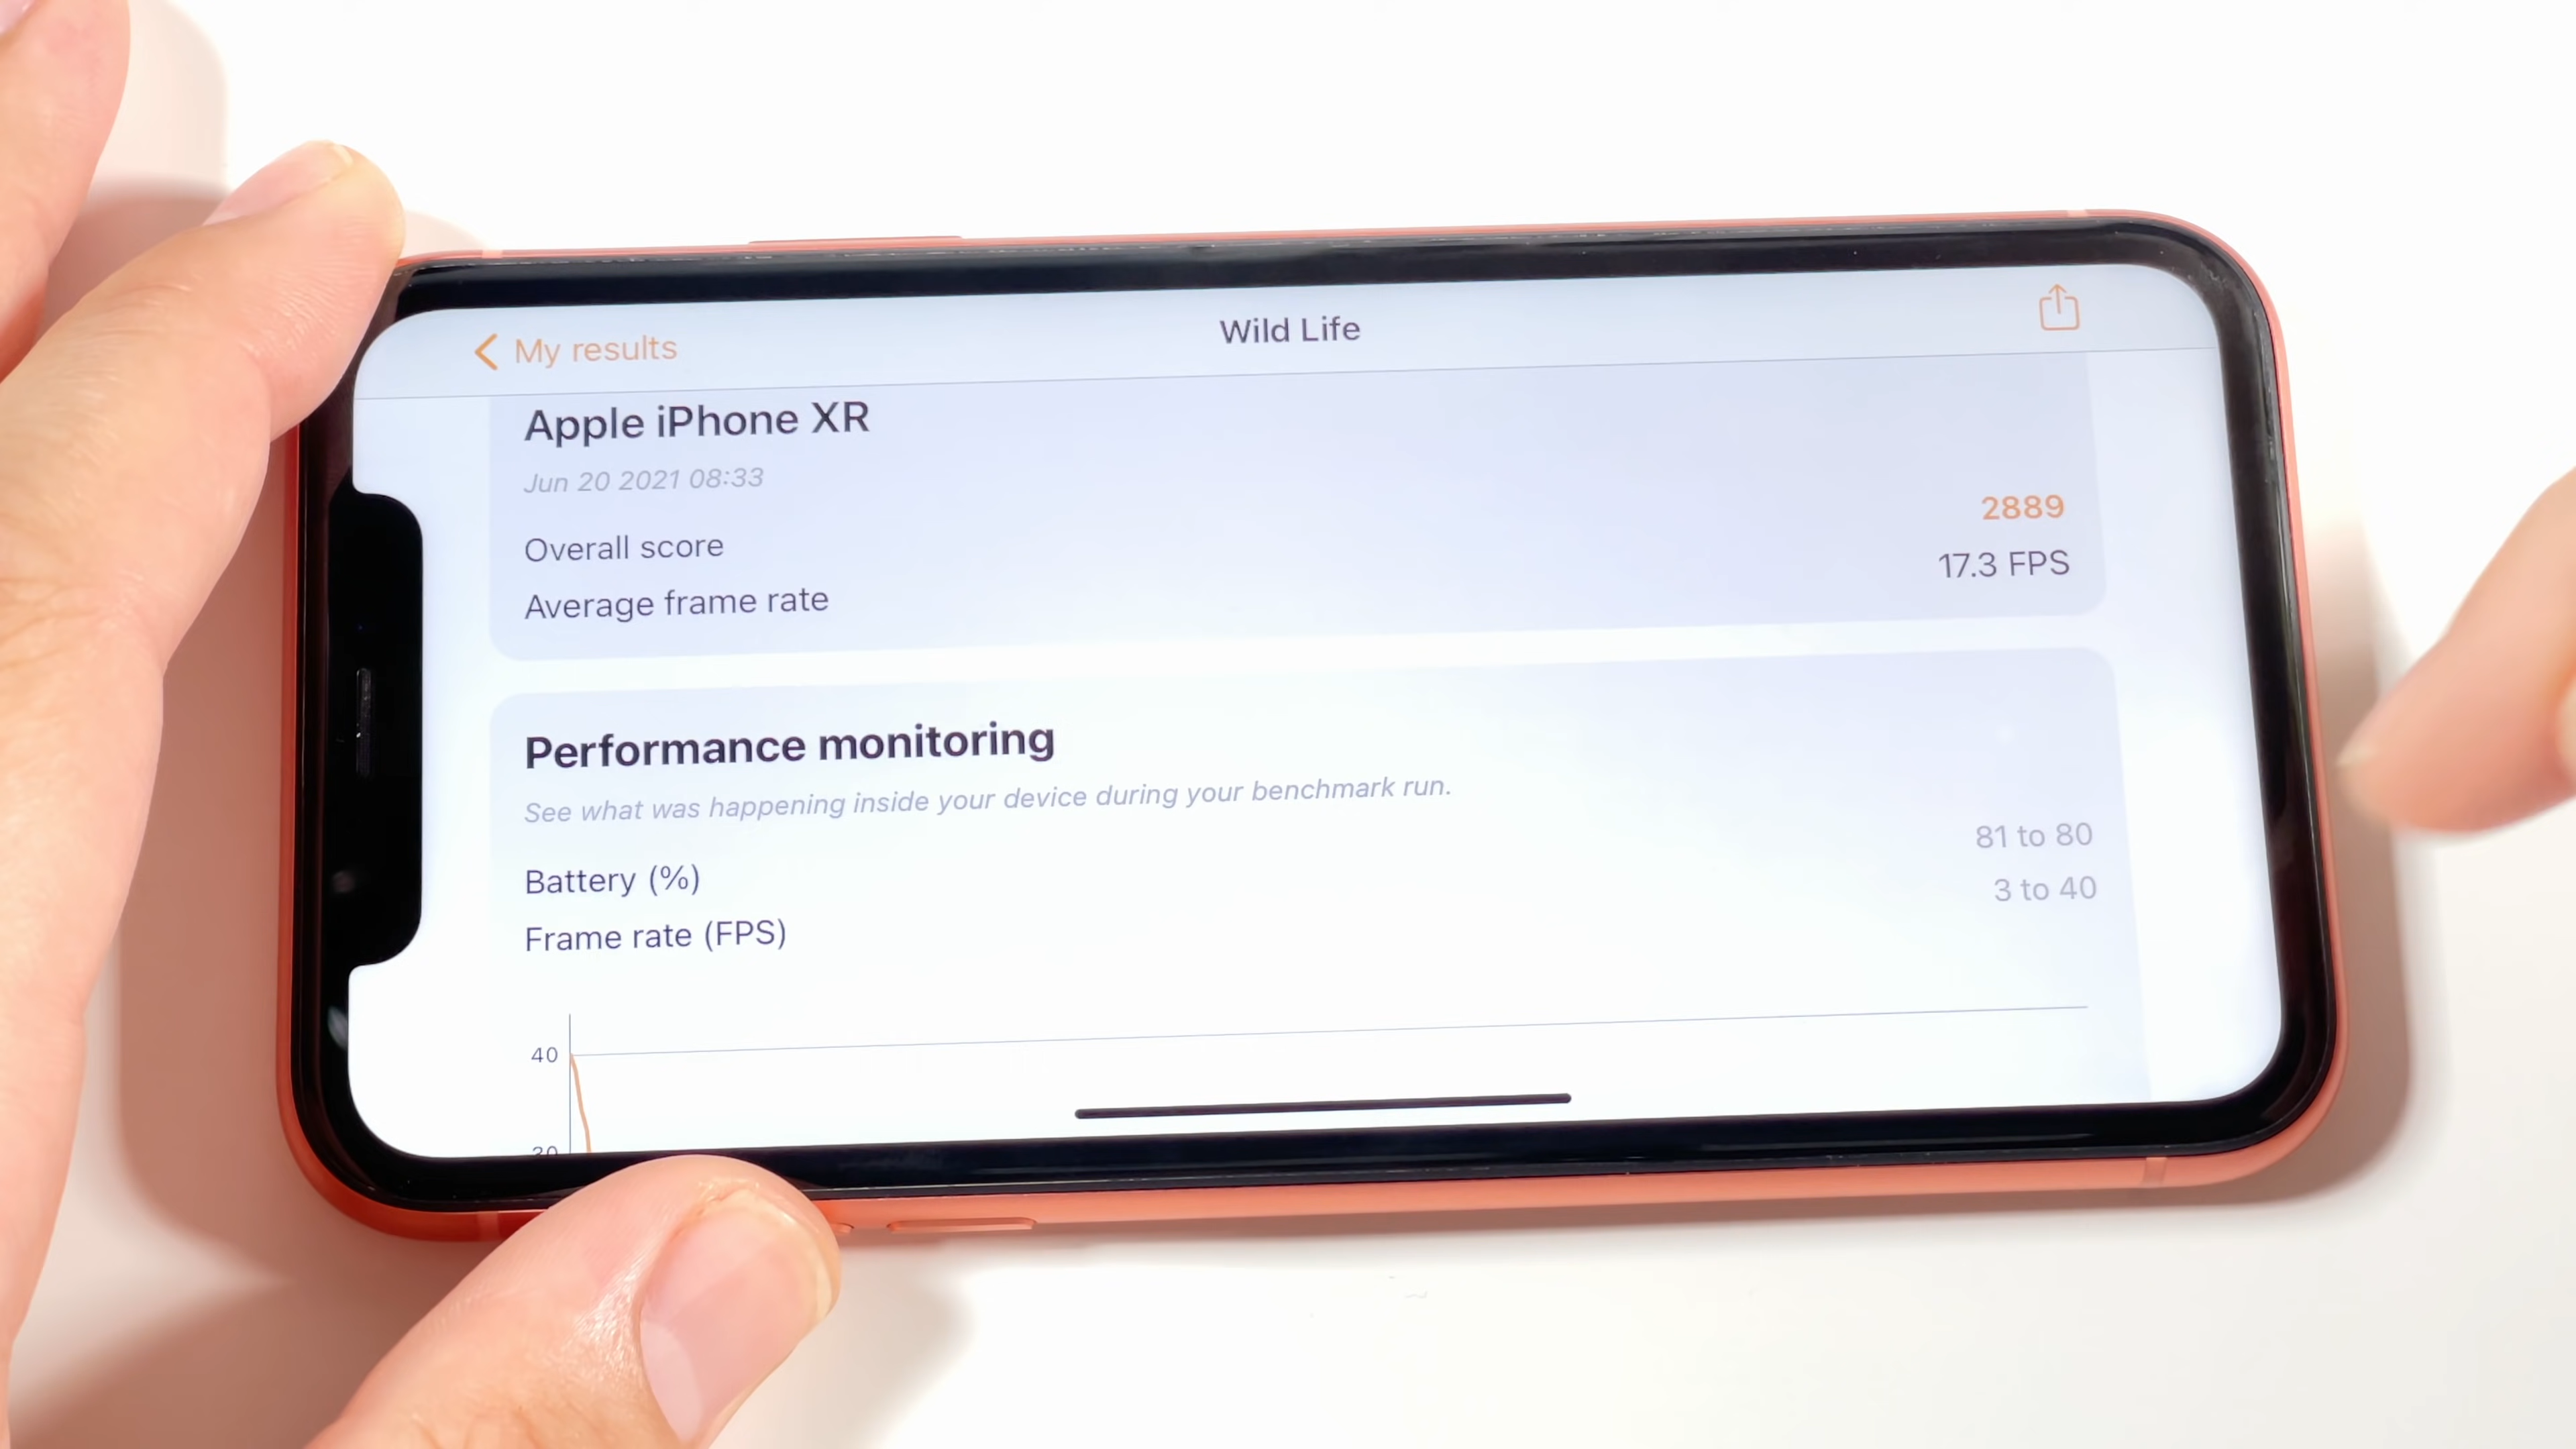 My results
Wild Life
Apple iPhone XR
Jun 20 2021 08:33
Overall score 2889
Average frame rate 17.3 FPS
Performance monitoring
See what was happening inside your device during your benchmark run.
Battery (%) 81 to 80
Frame rate (FPS) 3 to 40
40